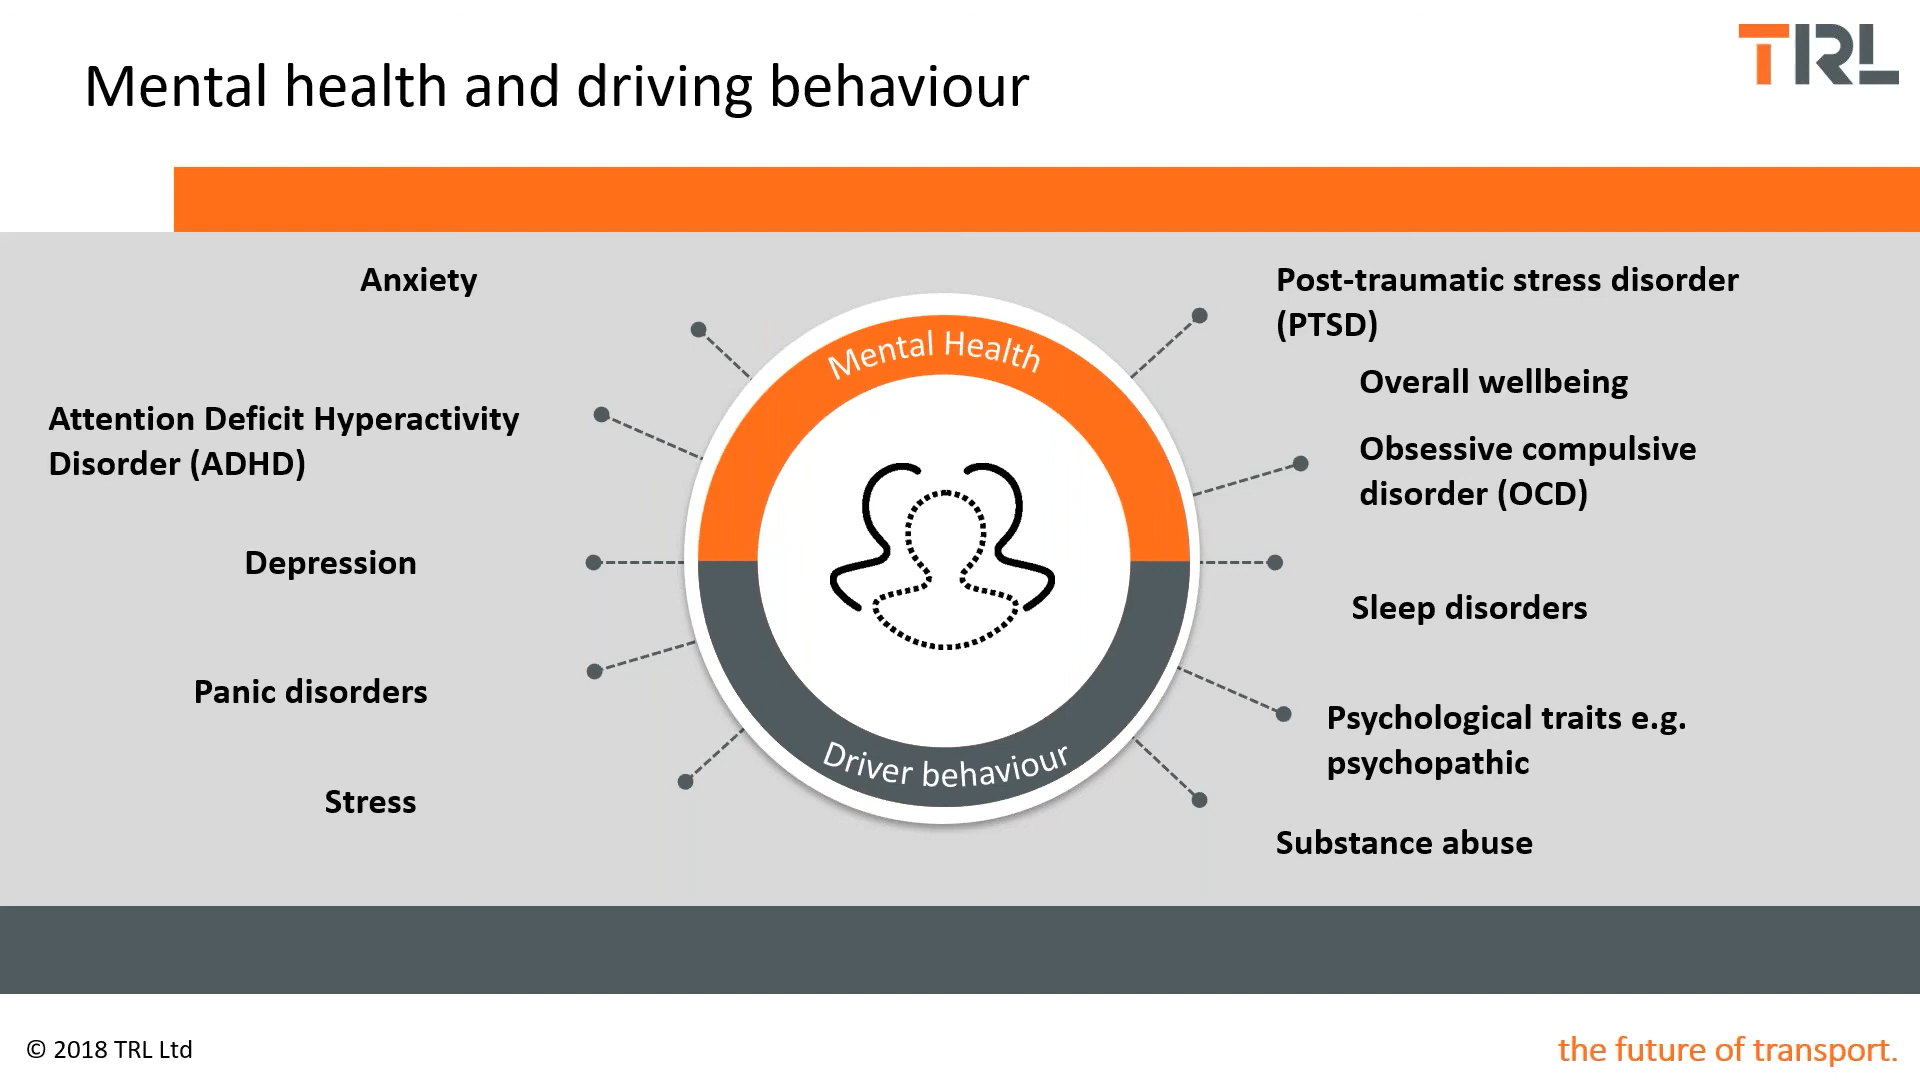 TRL
Mental health and driving behaviour
Anxiety
Attention Deficit Hyperactivity
Disorder (ADHD)
Depression
Panic disorders
Stress
Mental Health
Driver behaviour
Post-traumatic stress disorder
(PTSD)
Overall wellbeing
Obsessive compulsive
disorder (OCD)
Sleep disorders
Psychological traits e.g.
psychopathic
Substance abuse
© 2018 TRL Ltd
the future of transport.